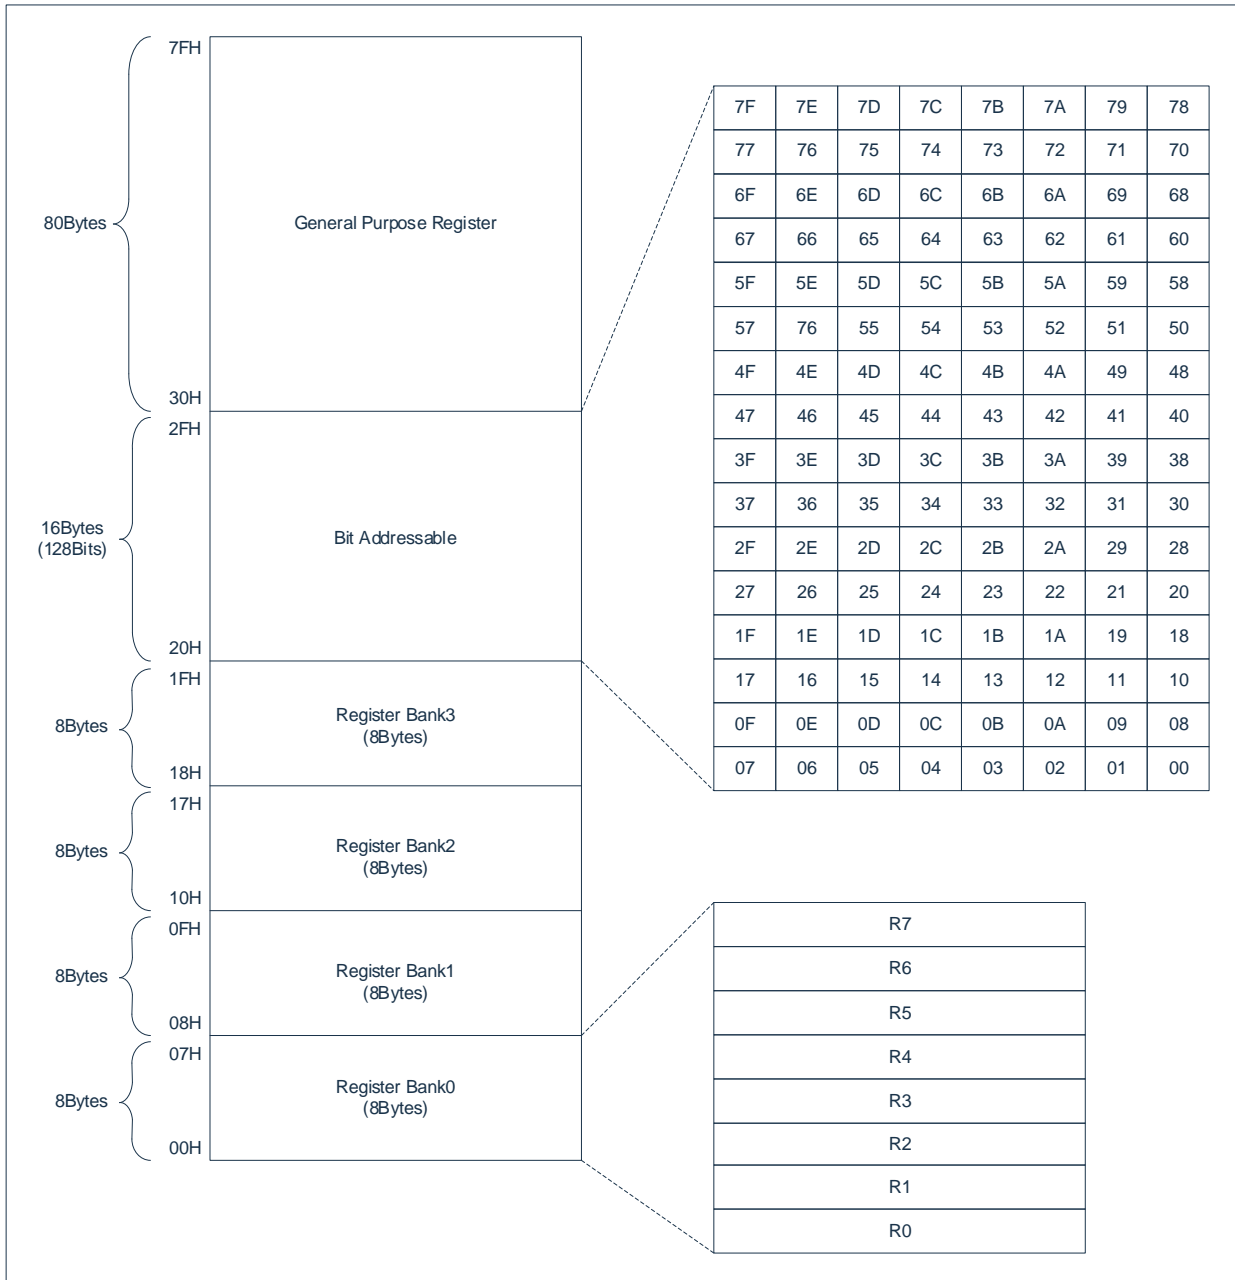 7FH
80Bytes
General Purpose Register
30H
2FH
16Bytes
(128Bits)
Bit Addressable
20H
1FH
8Bytes
Register Bank3
(8Bytes)
18H
17H
8Bytes
Register Bank2
(8Bytes)
10H
0FH
8Bytes
Register Bank1
(8Bytes)
08H
07H
8Bytes
Register Bank0
(8Bytes)
00H
7F 7E 7D 7C 7B 7A 79 78
77 76 75 74 73 72 71 70
6F 6E 6D 6C 6B 6A 69 68
67 66 65 64 63 62 61 60
5F 5E 5D 5C 5B 5A 59 58
57 76 55 54 53 52 51 50
4F 4E 4D 4C 4B 4A 49 48
47 46 45 44 43 42 41 40
3F 3E 3D 3C 3B 3A 39 38
37 36 35 34 33 32 31 30
2F 2E 2D 2C 2B 2A 29 28
27 26 25 24 23 22 21 20
1F 1E 1D 1C 1B 1A 19 18
17 16 15 14 13 12 11 10
0F 0E 0D 0C 0B 0A 09 08
07 06 05 04 03 02 01 00
R7
R6
R5
R4
R3
R2
R1
R0